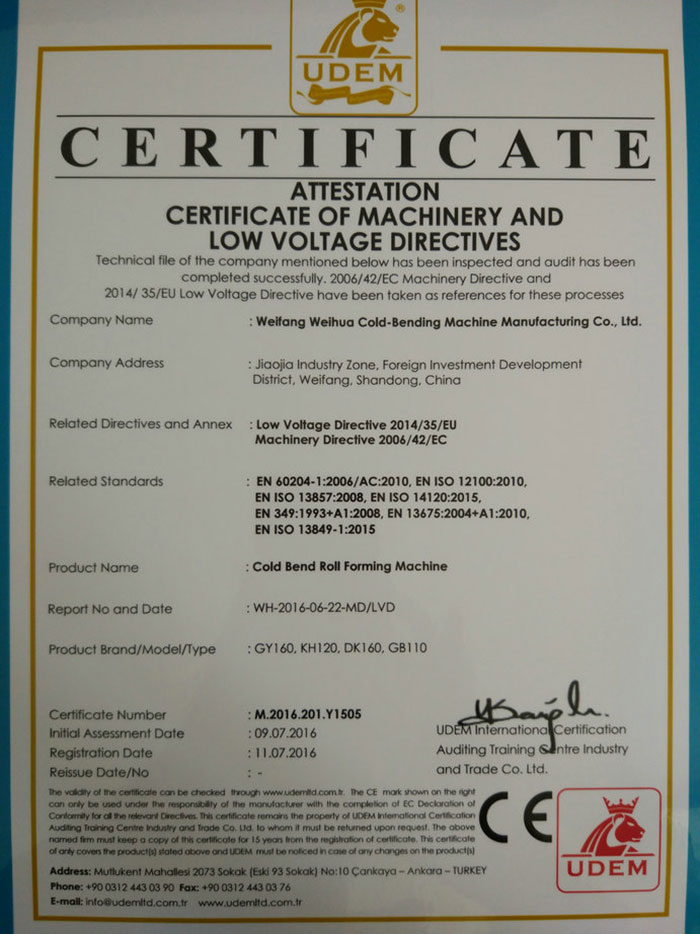 ®
UDEM
CERTIFICATE
ATTESTATION
CERTIFICATE OF MACHINERY AND
LOW VOLTAGE DIRECTIVES
Technical file of the company mentioned below has been inspected and audit has been
completed successfully. 2006/42/EC Machinery Directive and
2014/ 35/EU Low Voltage Directive have been taken as references for these processes
Company Name : Weifang Weihua Cold-Bending Machine Manufacturing Co., Ltd.
Company Address : Jiaojia Industry Zone, Foreign Investment Development
District, Weifang, Shandong, China
Related Directives and Annex : Low Voltage Directive 2014/35/EU
Machinery Directive 2006/42/EC
Related Standards : EN 60204-1:2006/AC:2010, EN ISO 12100:2010,
EN ISO 13857:2008, EN ISO 14120:2015,
EN 349:1993+A1:2008, EN 13675:2004+A1:2010,
EN ISO 13849-1:2015
Product Name : Cold Bend Roll Forming Machine
Report No and Date : WH-2016-06-22-MD/LVD
Product Brand/Model/Type : GY160, KH120, DK160, GB110
Certificate Number : M.2016.201.Y1505
Initial Assessment Date : 09.07.2016
Registration Date : 11.07.2016
Reissue Date/No : -
UDEM International Certification
Auditing Training Centre Industry
and Trade Co. Ltd.
The validity of the certificate can be checked through www.udemltd.com.tr. The CE mark shown on the right
can only be used under the responsibility of the manufacturer with the completion of EC Declaration of
Conformity for all the relevant Directives. This certificate remains the property of UDEM International Certification
Auditing Training Centre Industry and Trade Co. Ltd. to whom it must be returned upon request. The above
named firm must keep a copy of this certificate for 15 years from the registration of certificate. This certificate
of only covers the product(s) stated above and UDEM must be noticed in case of any changes on the product(s)
CE
UDEM
Address: Mutlukent Mahallesi 2073 Sokak (Eski 93 Sokak) No:10 Çankaya – Ankara – TURKEY
Phone: +90 0312 443 03 90 Fax: +90 0312 443 03 76
E-mail: info@udemltd.com.tr www.udemltd.com.tr